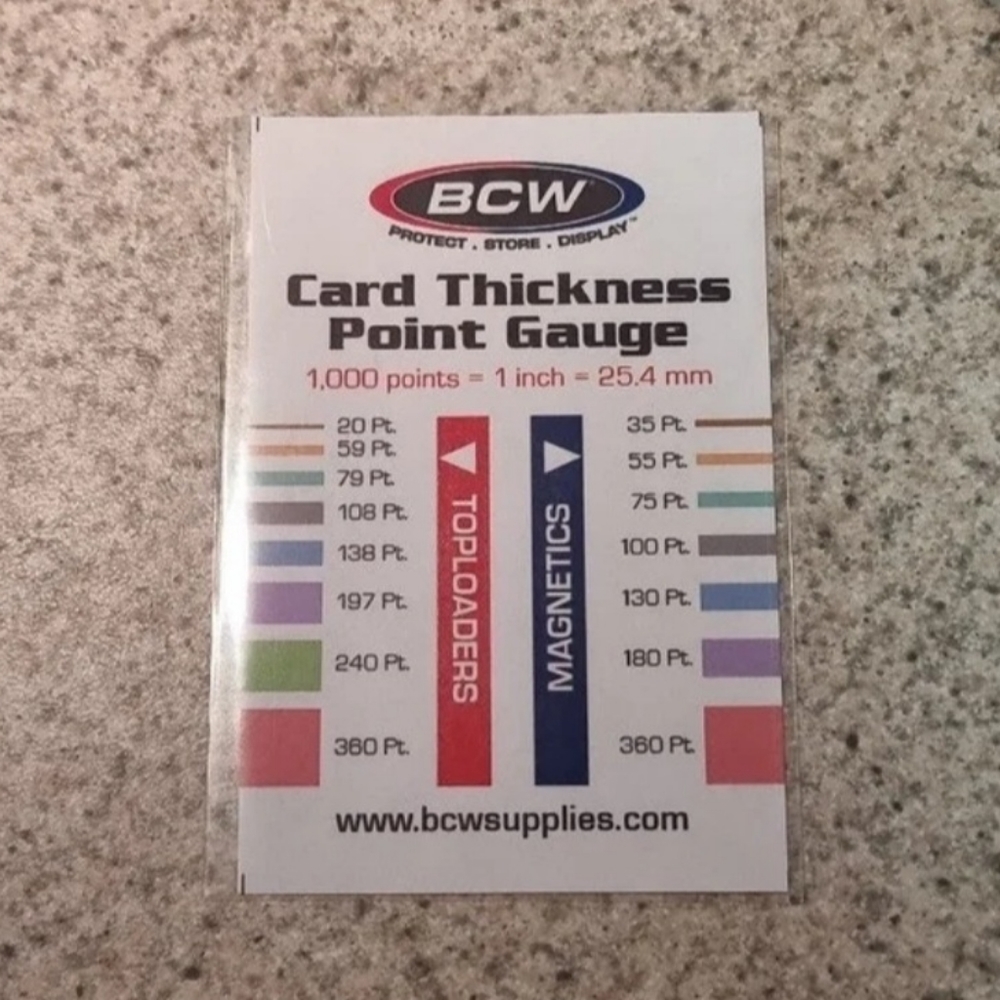 BCW
PROTECT . STORE . DISPLAY™
Card Thickness
Point Gauge
1,000 points = 1 inch = 25.4 mm
20 Pt.
59 Pt.
79 Pt.
108 Pt.
138 Pt.
197 Pt.
240 Pt.
360 Pt.
TOPLOADERS
MAGNETICS
35 Pt.
55 Pt.
75 Pt.
100 Pt.
130 Pt.
180 Pt.
360 Pt.
www.bcwsupplies.com